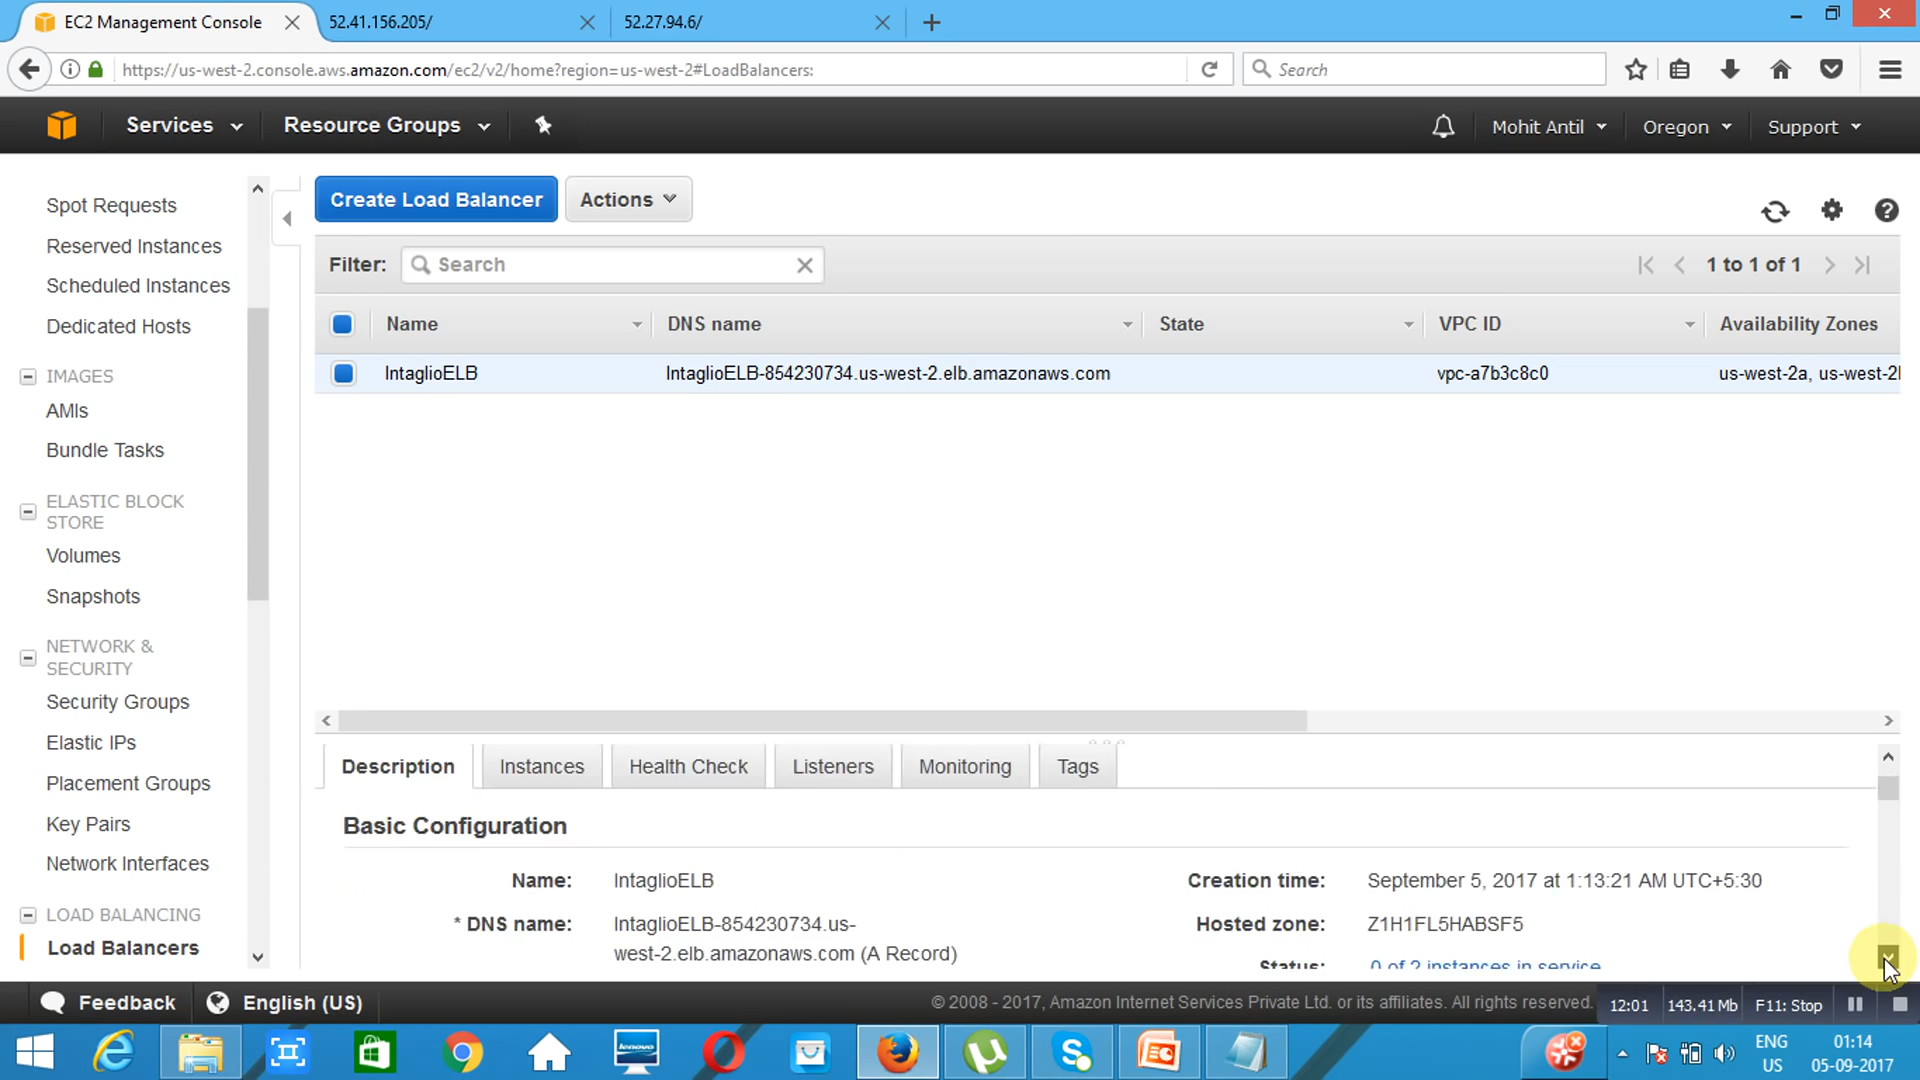 EC2 Management Console
52.41.156.205/
52.27.94.6/
https://us-west-2.console.aws.amazon.com/ec2/v2/home?region=us-west-2#LoadBalancers:
Search
Services
Resource Groups
Mohit Antil
Oregon
Support
Spot Requests
Reserved Instances
Scheduled Instances
Dedicated Hosts
IMAGES
AMIs
Bundle Tasks
ELASTIC BLOCK
STORE
Volumes
Snapshots
NETWORK &
SECURITY
Security Groups
Elastic IPs
Placement Groups
Key Pairs
Network Interfaces
LOAD BALANCING
Load Balancers
Create Load Balancer
Actions
Filter:
Search
1 to 1 of 1
Name
DNS name
State
VPC ID
Availability Zones
IntaglioELB
IntaglioELB-854230734.us-west-2.elb.amazonaws.com
vpc-a7b3c8c0
us-west-2a, us-west-2
Description
Instances
Health Check
Listeners
Monitoring
Tags
Basic Configuration
Name:
IntaglioELB
Creation time:
September 5, 2017 at 1:13:21 AM UTC+5:30
* DNS name:
IntaglioELB-854230734.us-
west-2.elb.amazonaws.com (A Record)
Hosted zone:
Z1H1FL5HABSF5
Status:
0 of 2 instances in service
Feedback
English (US)
© 2008 - 2017, Amazon Internet Services Private Ltd. or its affiliates. All rights reserved.
12:01
143.41 Mb
F11: Stop
lenovo
ENG
US
01:14
05-09-2017